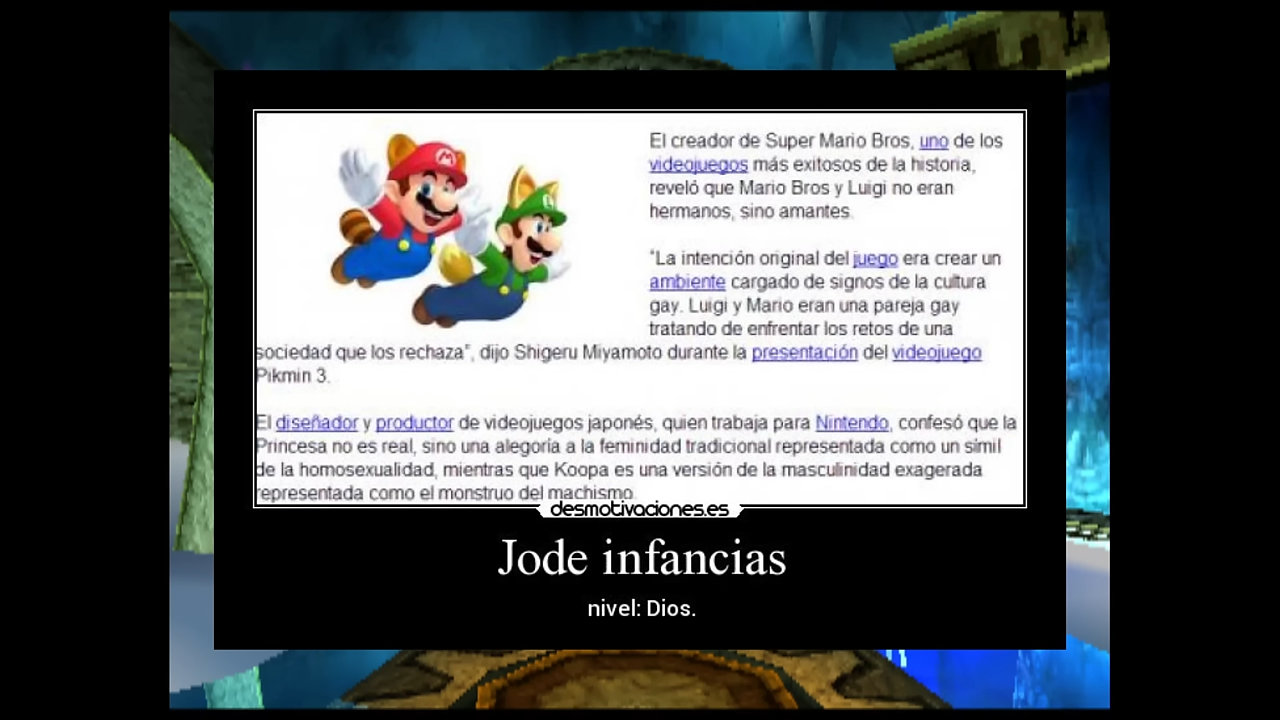 El creador de Super Mario Bros, uno de los
videojuegos más exitosos de la historia,
reveló que Mario Bros y Luigi no eran
hermanos, sino amantes.
"La intención original del juego era crear un
ambiente cargado de signos de la cultura
gay. Luigi y Mario eran una pareja gay
tratando de enfrentar los retos de una
sociedad que los rechaza", dijo Shigeru Miyamoto durante la presentación del videojuego
Pikmin 3.
El diseñador y productor de videojuegos japonés, quien trabaja para Nintendo, confesó que la
Princesa no es real, sino una alegoría a la feminidad tradicional representada como un símil
de la homosexualidad, mientras que Koopa es una versión de la masculinidad exagerada
representada como el monstruo del machismo.
desmotivaciones.es
Jode infancias
nivel: Dios.